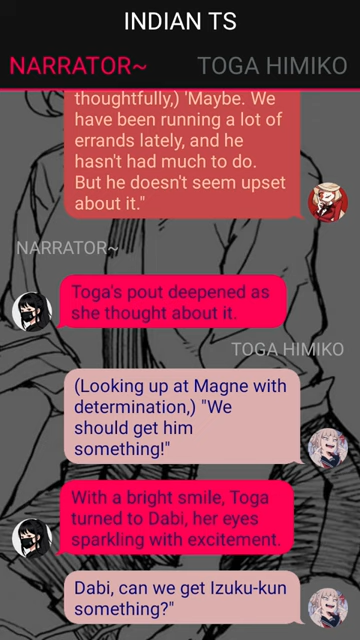 INDIAN TS
NARRATOR~ TOGA HIMIKO
thoughtfully,) 'Maybe. We
have been running a lot of
errands lately, and he
hasn't had much to do.
But he doesn't seem upset
about it."
NARRATOR~
Toga's pout deepened as
she thought about it.
TOGA HIMIKO
(Looking up at Magne with
determination,) "We
should get him
something!"
With a bright smile, Toga
turned to Dabi, her eyes
sparkling with excitement.
Dabi, can we get Izuku-kun
something?"